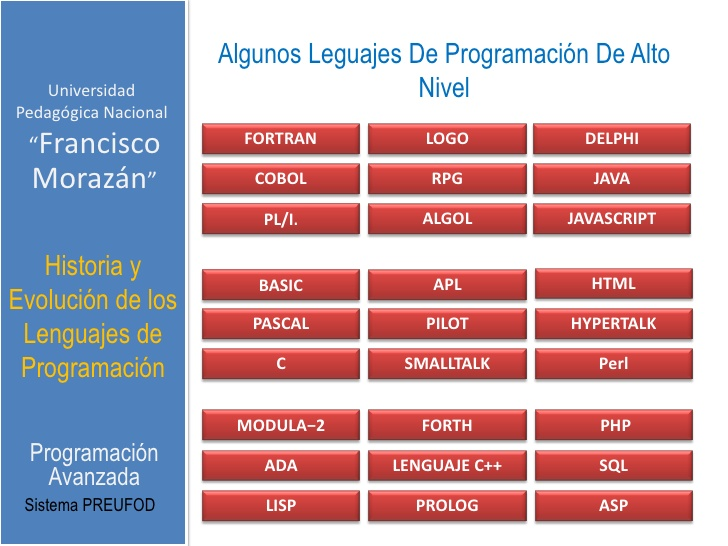 Universidad
Pedagógica Nacional
“Francisco
Morazán”
Historia y
Evolución de los
Lenguajes de
Programación
Programación
Avanzada
Sistema PREUFOD
Algunos Leguajes De Programación De Alto
Nivel
FORTRAN LOGO DELPHI
COBOL RPG JAVA
PL/I. ALGOL JAVASCRIPT
BASIC APL HTML
PASCAL PILOT HYPERTALK
C SMALLTALK Perl
MODULA–2 FORTH PHP
ADA LENGUAJE C++ SQL
LISP PROLOG ASP